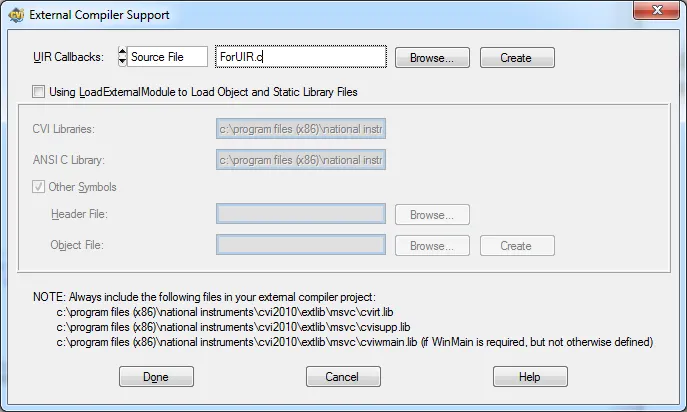 CVI External Compiler Support
UIR Callbacks: Source File ForUIR.c Browse... Create
Using LoadExternalModule to Load Object and Static Library Files
CVI Libraries: c:\program files (x86)\national instr
ANSI C Library: c:\program files (x86)\national instr
Other Symbols
Header File: Browse...
Object File: Browse... Create
NOTE: Always include the following files in your external compiler project:
c:\program files (x86)\national instruments\cvi2010\extlib\msvc\cvirt.lib
c:\program files (x86)\national instruments\cvi2010\extlib\msvc\cvisupp.lib
c:\program files (x86)\national instruments\cvi2010\extlib\msvc\cviwmain.lib (if WinMain is required, but not otherwise defined)
Done Cancel Help